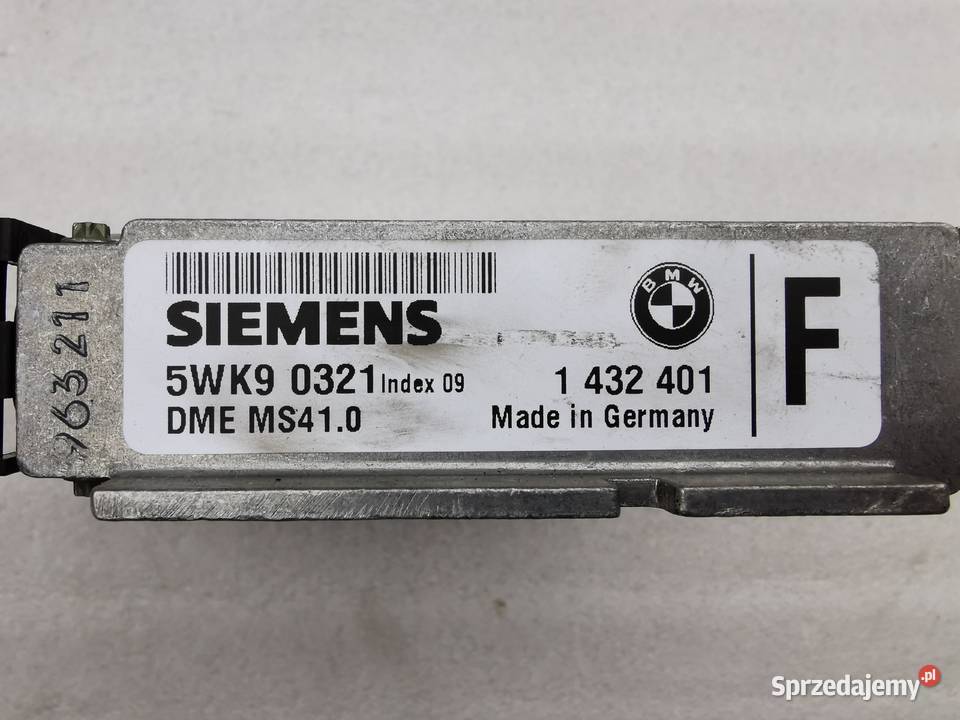 SIEMENS
BMW
5WK9 0321 Index 09
1 432 401
DME MS41.0
Made in Germany
F
963211
Sprzedajemy.pl